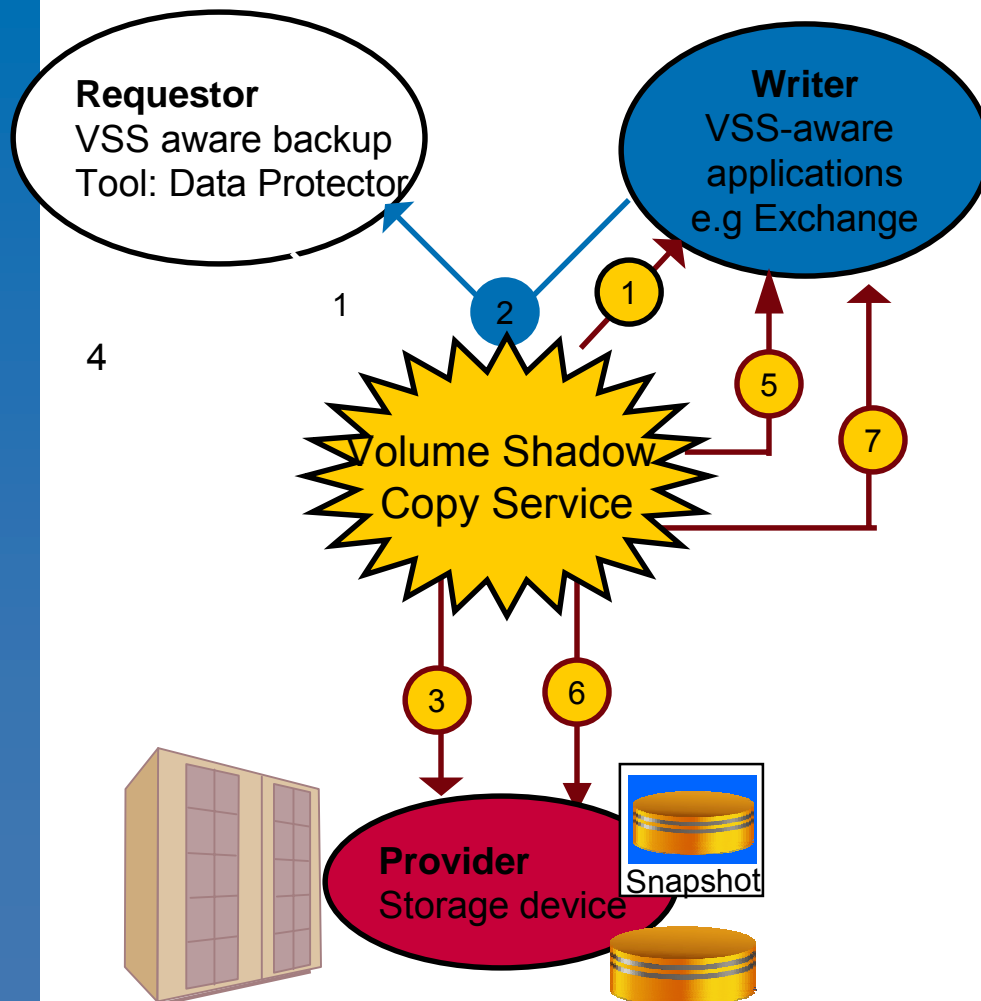 Requestor
VSS aware backup
Tool: Data Protector
Writer
VSS-aware
applications
e.g Exchange
1
2
1
4
5
7
Volume Shadow
Copy Service
3
6
Provider
Storage device
Snapshot